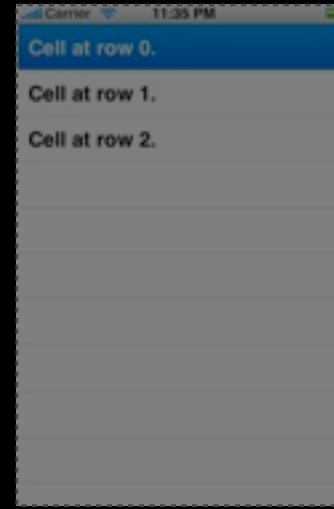 Carrier 11:35 PM
Cell at row 0.
Cell at row 1.
Cell at row 2.